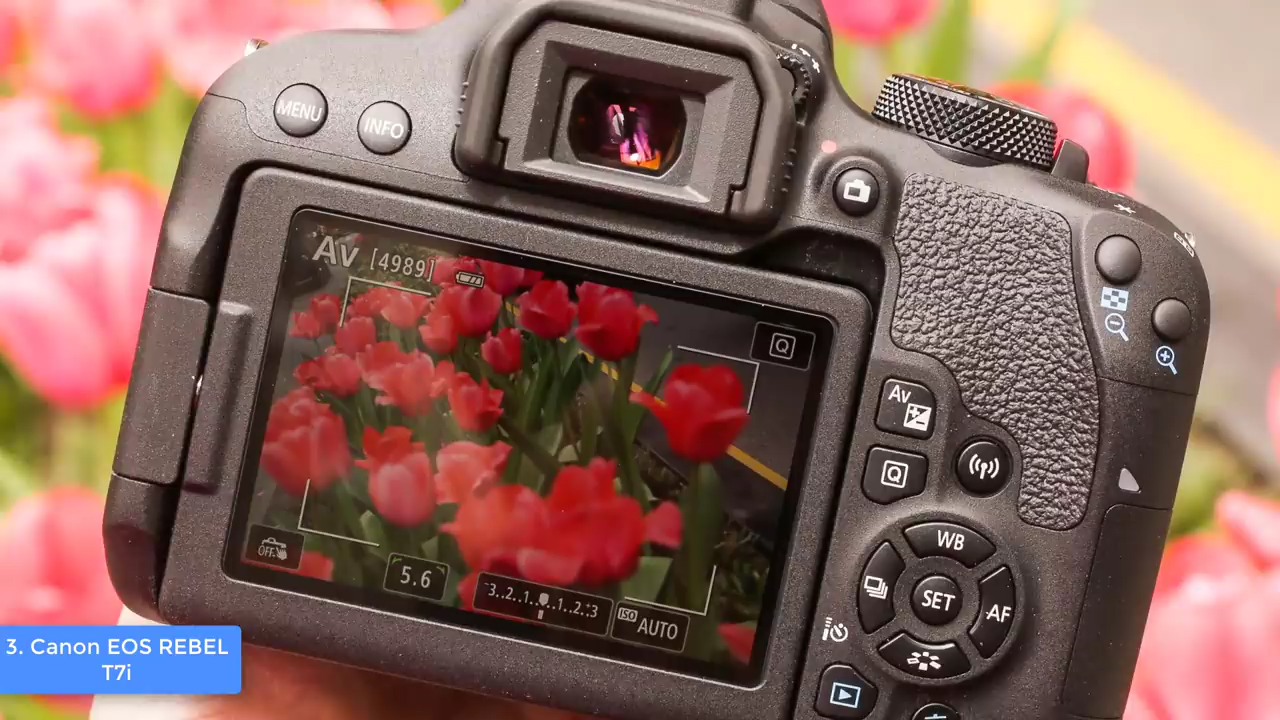 MENU
INFO
Av [4989]
Q
Av
Q
WB
SET
AF
OFF
5.6
-3..2..1..0..1..2..3
ISO AUTO
3. Canon EOS REBEL
T7i